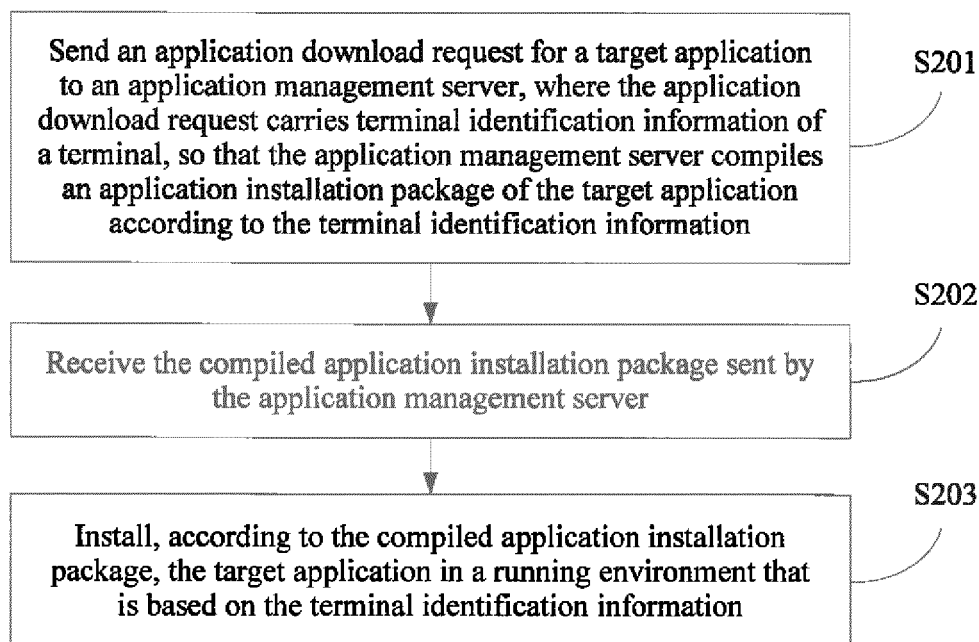 Send an application download request for a target application
to an application management server, where the application
download request carries terminal identification information of
a terminal, so that the application management server compiles
an application installation package of the target application
according to the terminal identification information
S201
Receive the compiled application installation package sent by
the application management server
S202
Install, according to the compiled application installation
package, the target application in a running environment that
is based on the terminal identification information
S203